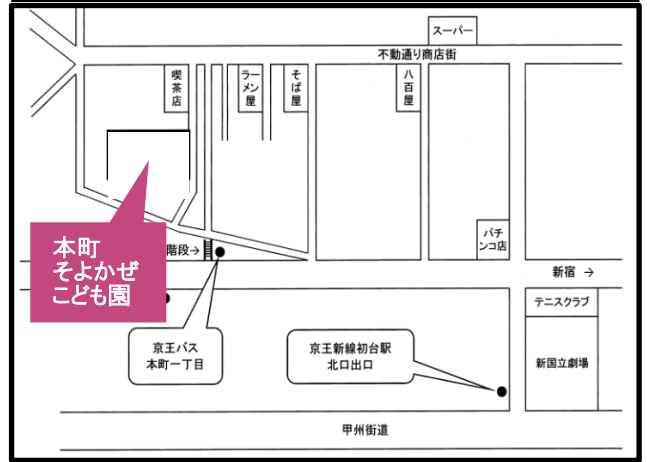 スーパー
不動通り商店街
喫茶店
ラーメン屋
そば屋
八百屋
本町
そよかぜ
こども園
階段→
パチ
ンコ店
新宿 →
テニスクラブ
京王バス
本町一丁目
京王新線初台駅
北口出口
新国立劇場
甲州街道